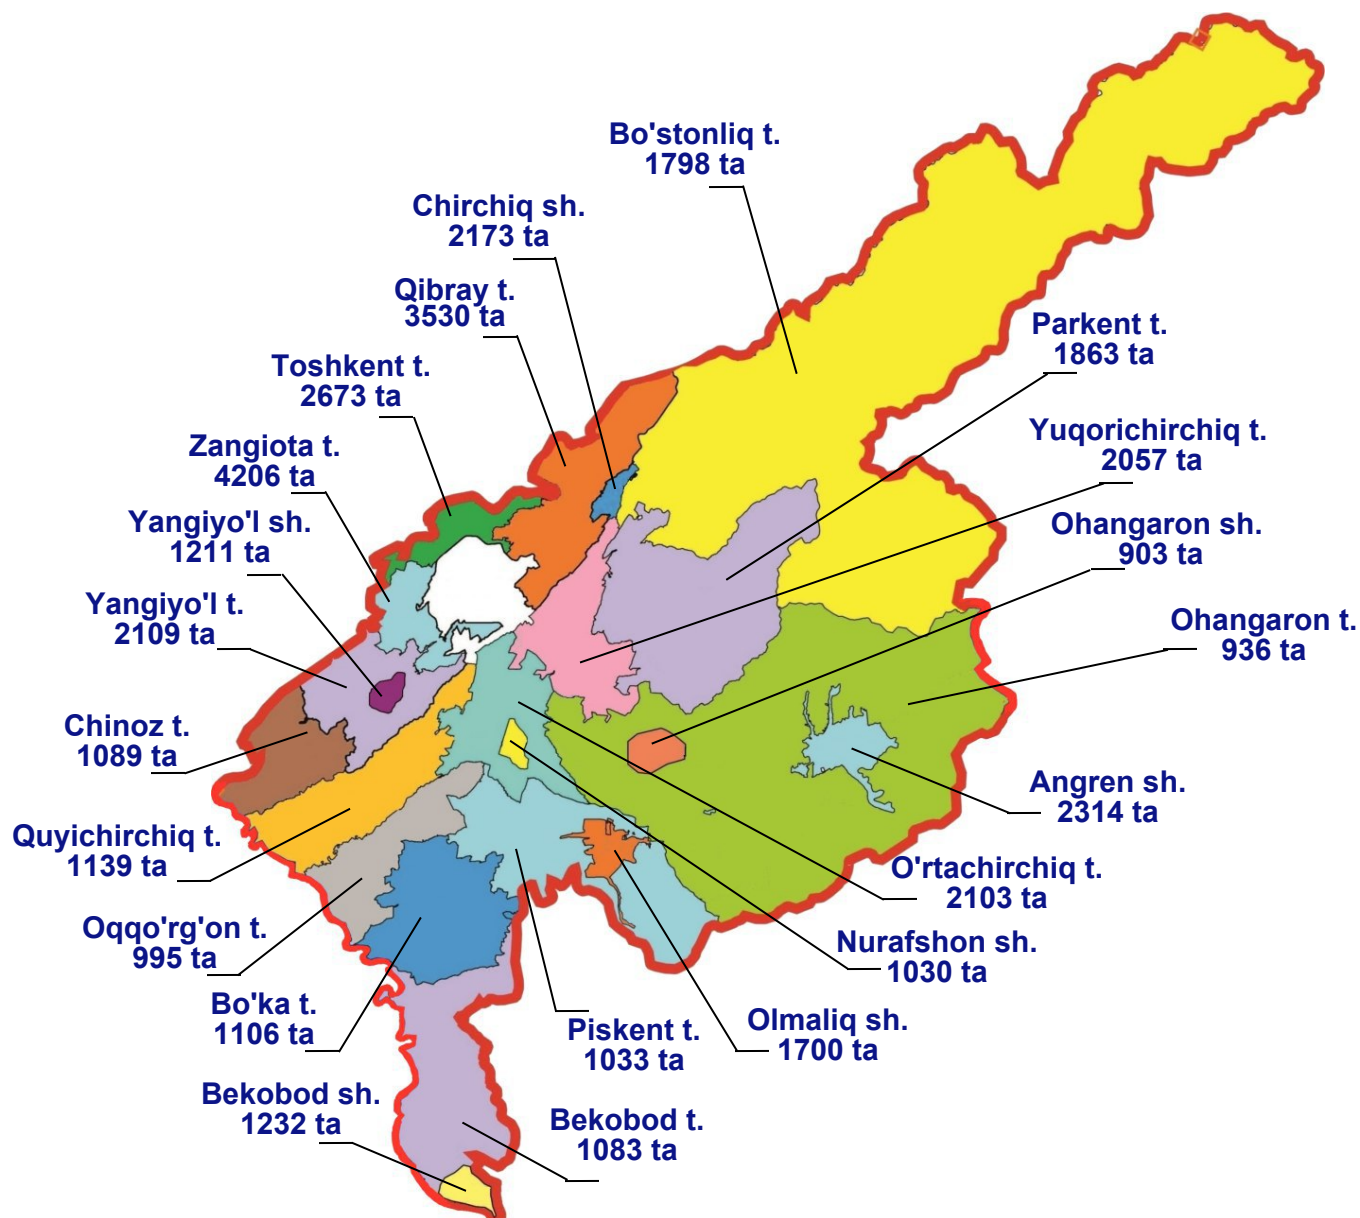 Bo'stonliq t.
1798 ta
Chirchiq sh.
2173 ta
Qibray t.
3530 ta
Parkent t.
1863 ta
Toshkent t.
2673 ta
Yuqorichirchiq t.
2057 ta
Zangiota t.
4206 ta
Yangiyo'l sh.
1211 ta
Ohangaron sh.
903 ta
Yangiyo'l t.
2109 ta
Ohangaron t.
936 ta
Chinoz t.
1089 ta
Angren sh.
2314 ta
Quyichirchiq t.
1139 ta
O'rtachirchiq t.
2103 ta
Oqqo'rg'on t.
995 ta
Nurafshon sh.
1030 ta
Bo'ka t.
1106 ta
Piskent t.
1033 ta
Olmaliq sh.
1700 ta
Bekobod sh.
1232 ta
Bekobod t.
1083 ta